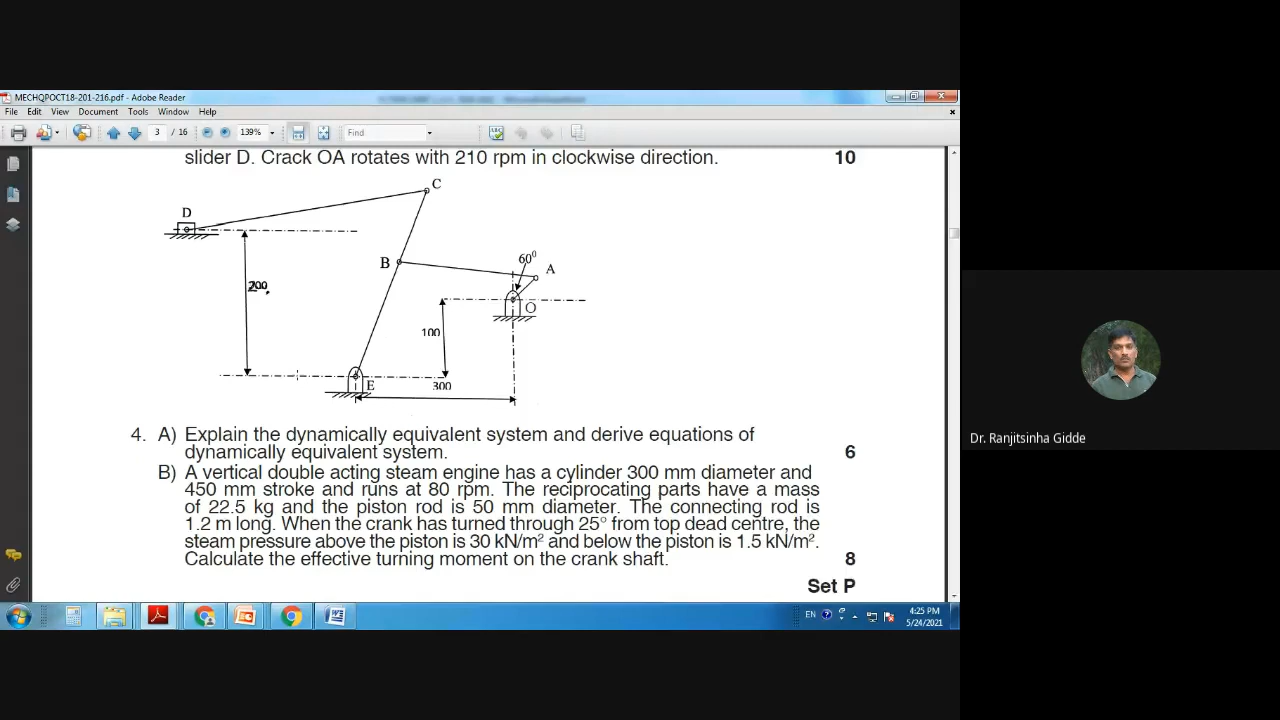 MECHQPOCT18-201-216.pdf - Adobe Reader
File Edit View Document Tools Window Help
3 / 16 139% Find
slider D. Crack OA rotates with 210 rpm in clockwise direction. 10
C
D
60⁰
B
A
O
100
E
300
4. A) Explain the dynamically equivalent system and derive equations of
dynamically equivalent system. 6
B) A vertical double acting steam engine has a cylinder 300 mm diameter and
450 mm stroke and runs at 80 rpm. The reciprocating parts have a mass
of 22.5 kg and the piston rod is 50 mm diameter. The connecting rod is
1.2 m long. When the crank has turned through 25° from top dead centre, the
steam pressure above the piston is 30 kN/m² and below the piston is 1.5 kN/m².
Calculate the effective turning moment on the crank shaft. 8
Set P
EN
4:25 PM
5/24/2021
Dr. Ranjitsinha Gidde